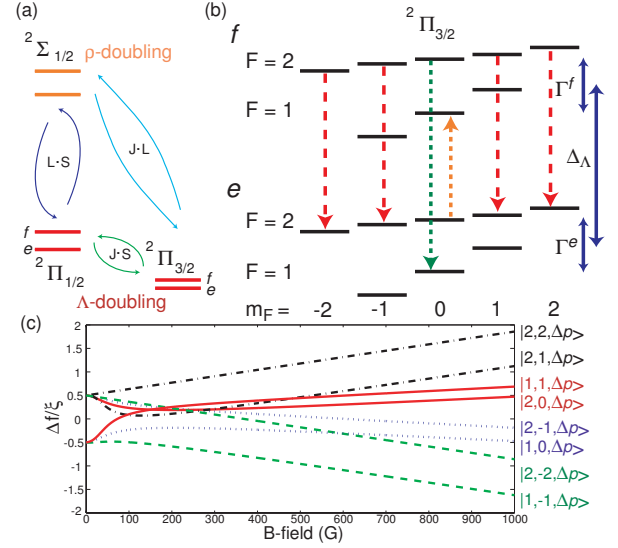 (a)
²Σ 1/2
ρ-doubling
L·S
J·L
f
e
²Π1/2
J·S
²Π3/2
f
e
Λ-doubling
(b)
²Π3/2
f
F = 2
F = 1
Γᶠ
ΔΛ
e
F = 2
F = 1
Γᵉ
mF = -2 -1 0 1 2
(c)
Δf/ξ
2
1.5
1
0.5
0
-0.5
-1
-1.5
-2
0 100 200 300 400 500 600 700 800 900 1000
B-field (G)
|2,2,Δp>
|2,1,Δp>
|1,1,Δp>
|2,0,Δp>
|2,-1,Δp>
|1,0,Δp>
|2,-2,Δp>
|1,-1,Δp>